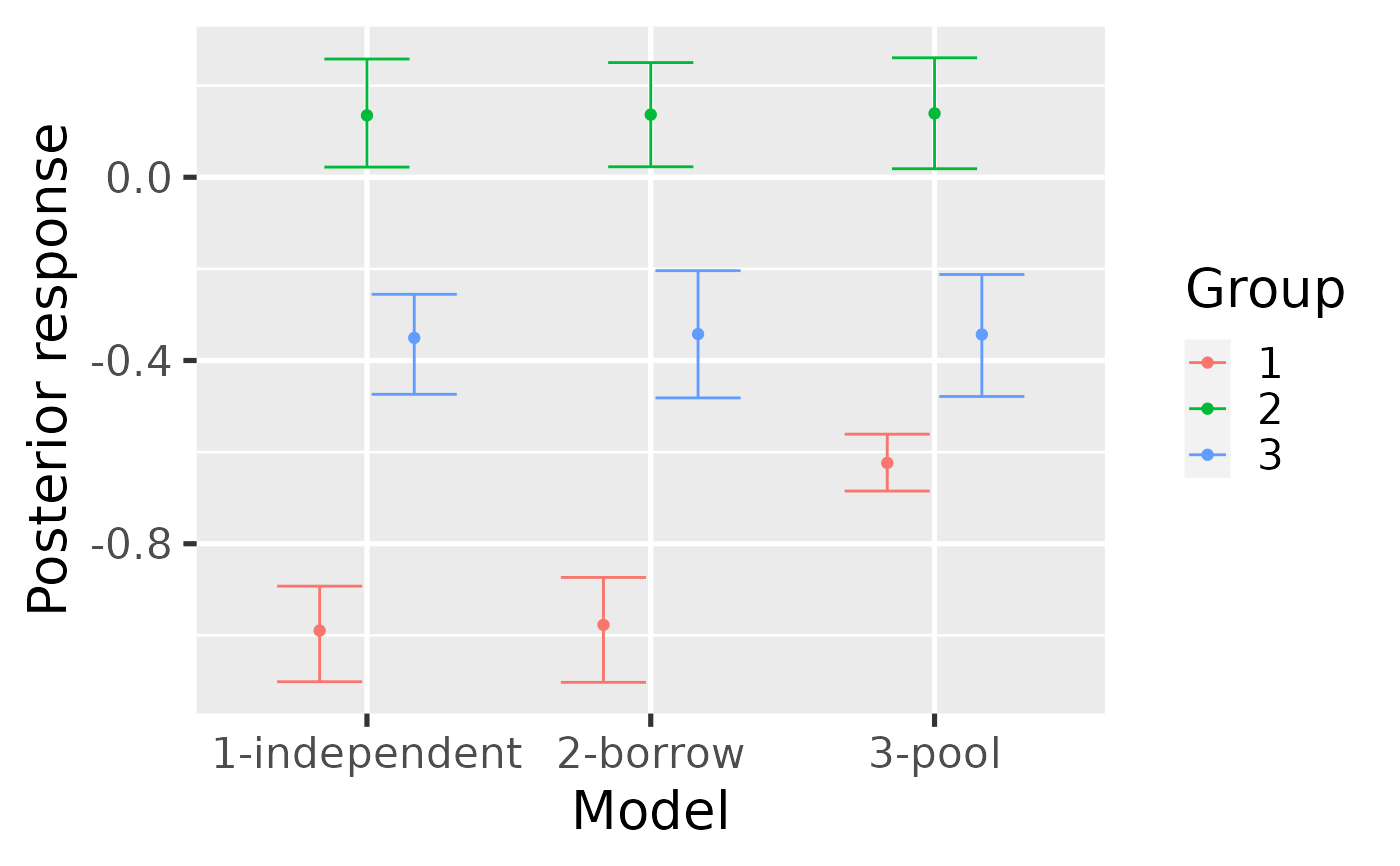 Posterior response
0.0
-0.4
-0.8
1-independent
2-borrow
3-pool
Model
Group
1
2
3